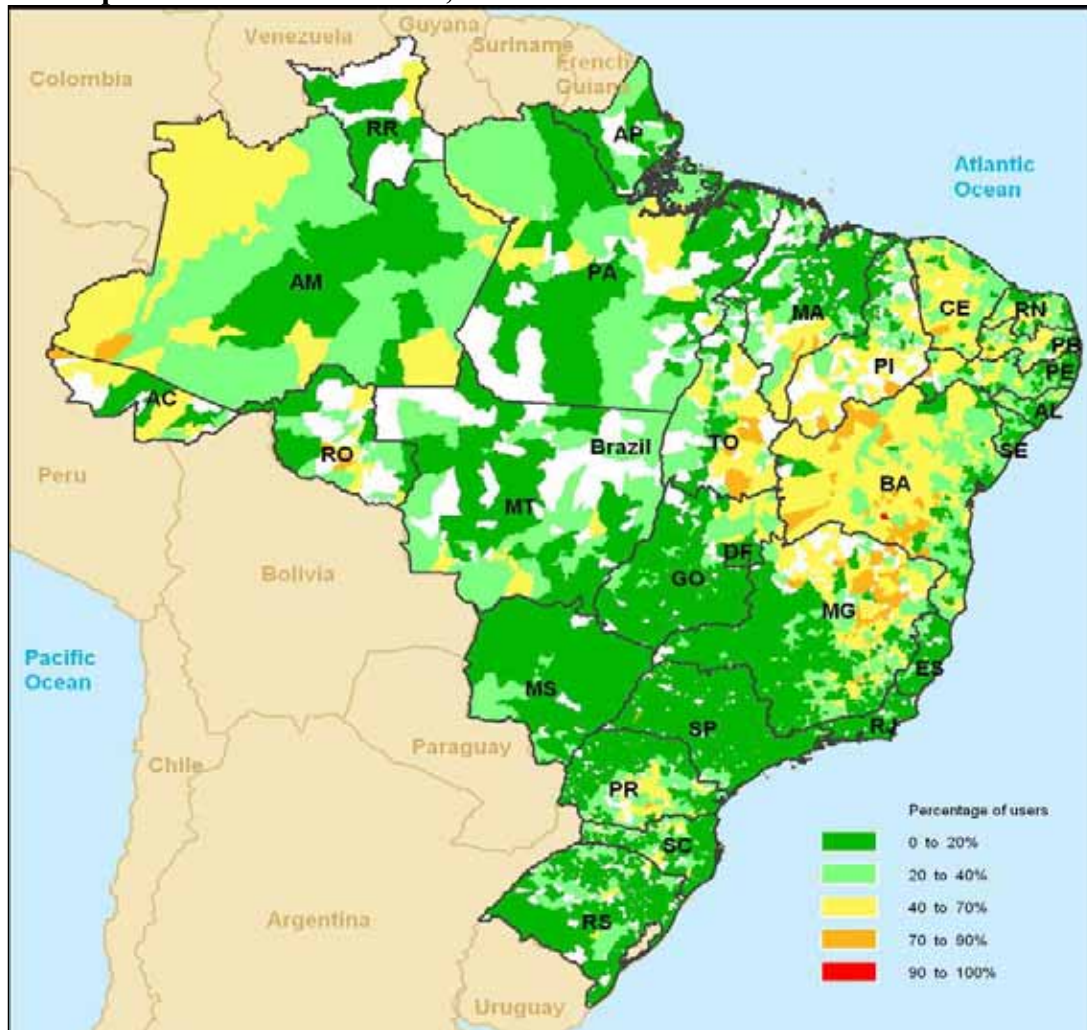 Guyana
Venezuela
Suriname
French
Guiana
Colombia
RR
AP
Atlantic
Ocean
AM
PA
MA
CE
RN
PB
PI
PE
AC
AL
TO
SE
RO
Brazil
BA
Peru
MT
DF
GO
Bolivia
MG
Pacific
Ocean
ES
MS
SP
RJ
Paraguay
Chile
PR
SC
RS
Argentina
Uruguay
Percentage of users
0 to 20%
20 to 40%
40 to 70%
70 to 90%
90 to 100%